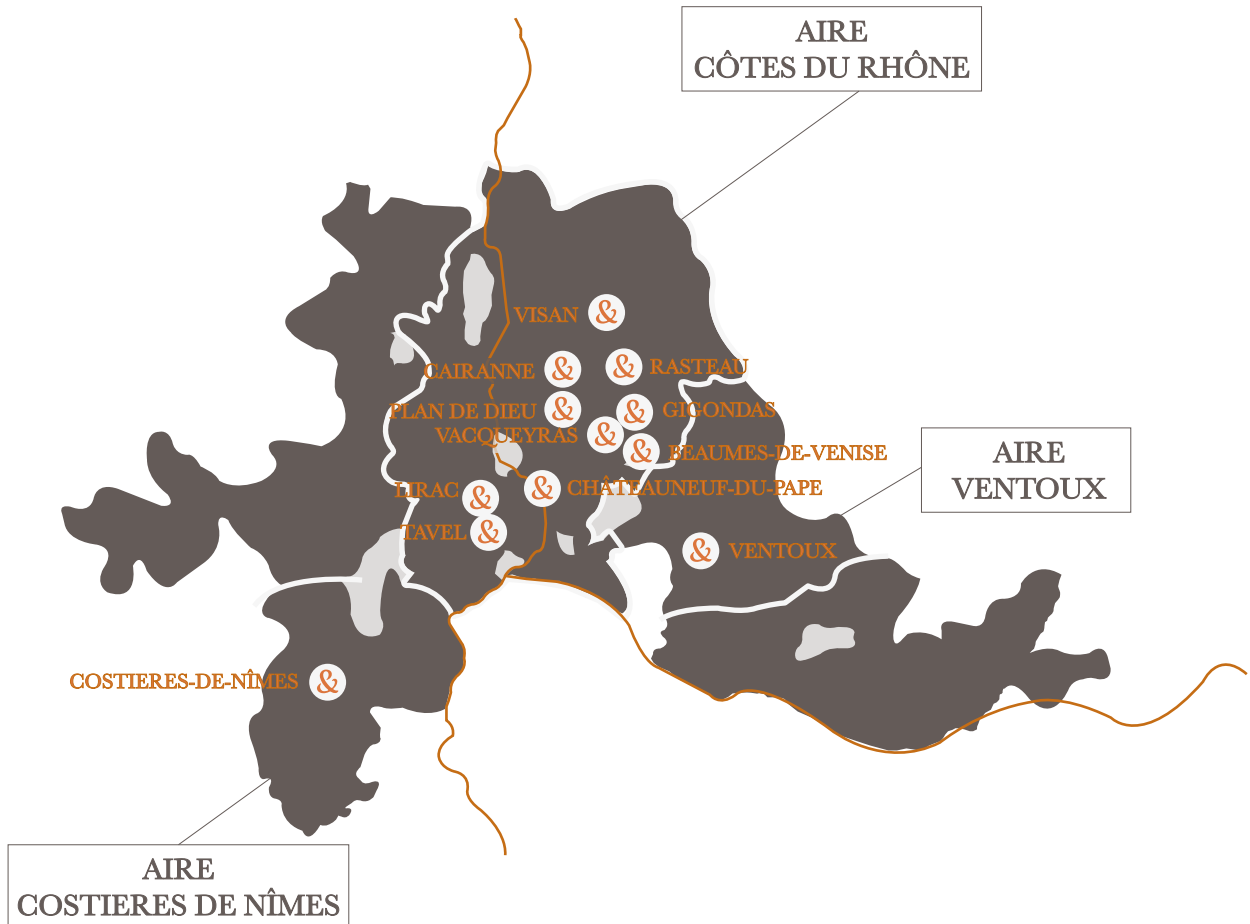 AIRE
CÔTES DU RHÔNE
VISAN &
CAIRANNE &
& RASTEAU
PLAN DE DIEU &
& GIGONDAS
VACQUEYRAS &
& BEAUMES-DE-VENISE
AIRE
VENTOUX
LIRAC &
& CHÂTEAUNEUF-DU-PAPE
TAVEL &
& VENTOUX
COSTIERES-DE-NÎMES &
AIRE
COSTIERES DE NÎMES